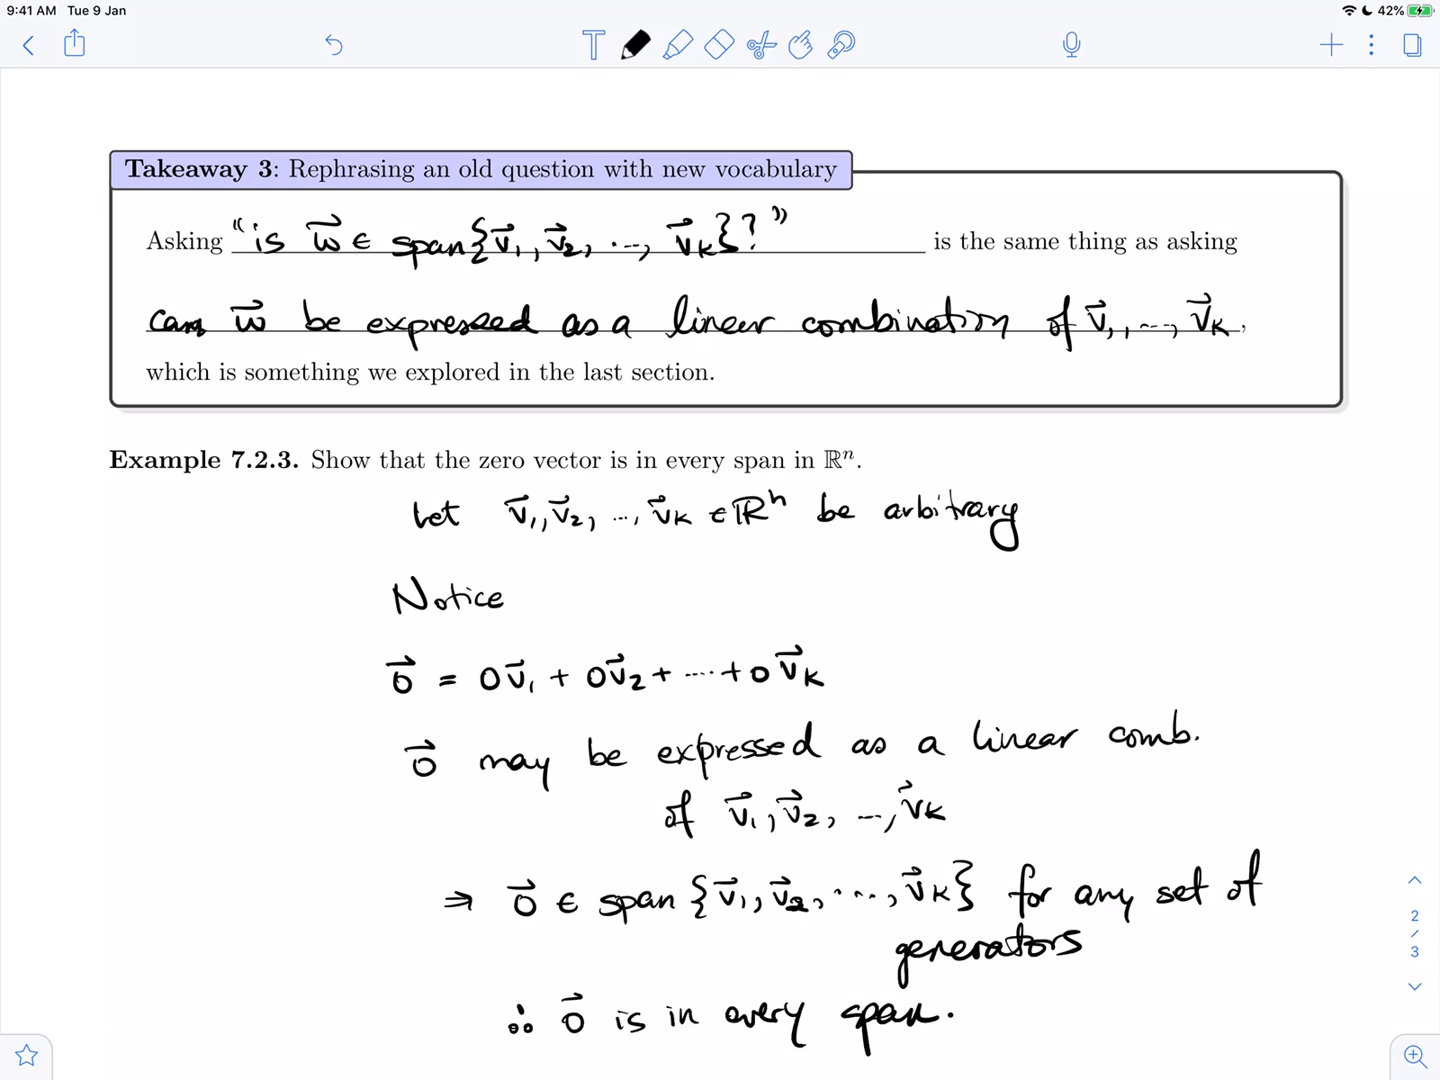 9:41 AM Tue 9 Jan 42%
Takeaway 3: Rephrasing an old question with new vocabulary
Asking "is w⃗ ∈ span{v⃗₁, v⃗₂, ..., v⃗ₖ}?" is the same thing as asking
can w⃗ be expressed as a linear combination of v⃗₁, ..., v⃗ₖ,
which is something we explored in the last section.
Example 7.2.3. Show that the zero vector is in every span in ℝⁿ.
Let v⃗₁, v⃗₂, ..., v⃗ₖ ∈ ℝⁿ be arbitrary
Notice
0⃗ = 0v⃗₁ + 0v⃗₂ + ... + 0v⃗ₖ
0⃗ may be expressed as a linear comb.
of v⃗₁, v⃗₂, ..., v⃗ₖ
⇒ 0⃗ ∈ span {v⃗₁, v⃗₂, ..., v⃗ₖ} for any set of
generators
∴ 0⃗ is in every span.
2
/
3